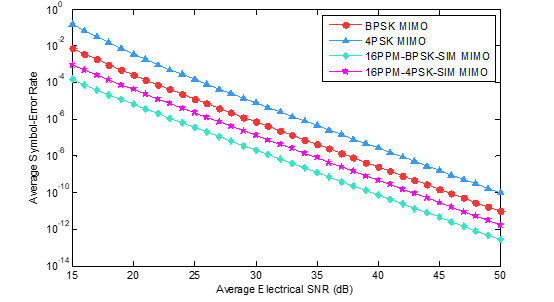 10^0
10^-2
10^-4
10^-6
10^-8
10^-10
10^-12
10^-14
Average Symbol-Error Rate
BPSK MIMO
4PSK MIMO
16PPM-BPSK-SIM MIMO
16PPM-4PSK-SIM MIMO
15 20 25 30 35 40 45 50
Average Electrical SNR (dB)